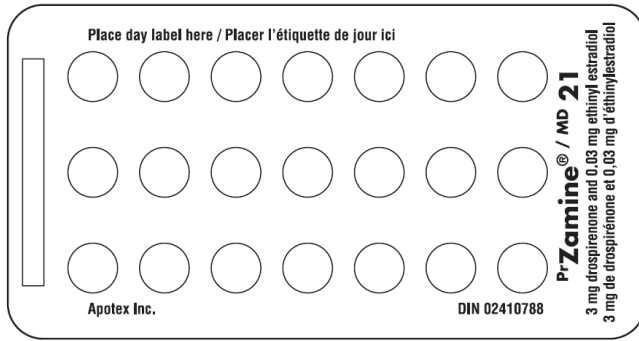 Place day label here / Placer l'étiquette de jour ici
Apotex Inc.
DIN 02410788
PrZamine® / MD 21
3 mg drospirenone and 0.03 mg ethinyl estradiol
3 mg de drospirénone et 0,03 mg d'éthinylestradiol